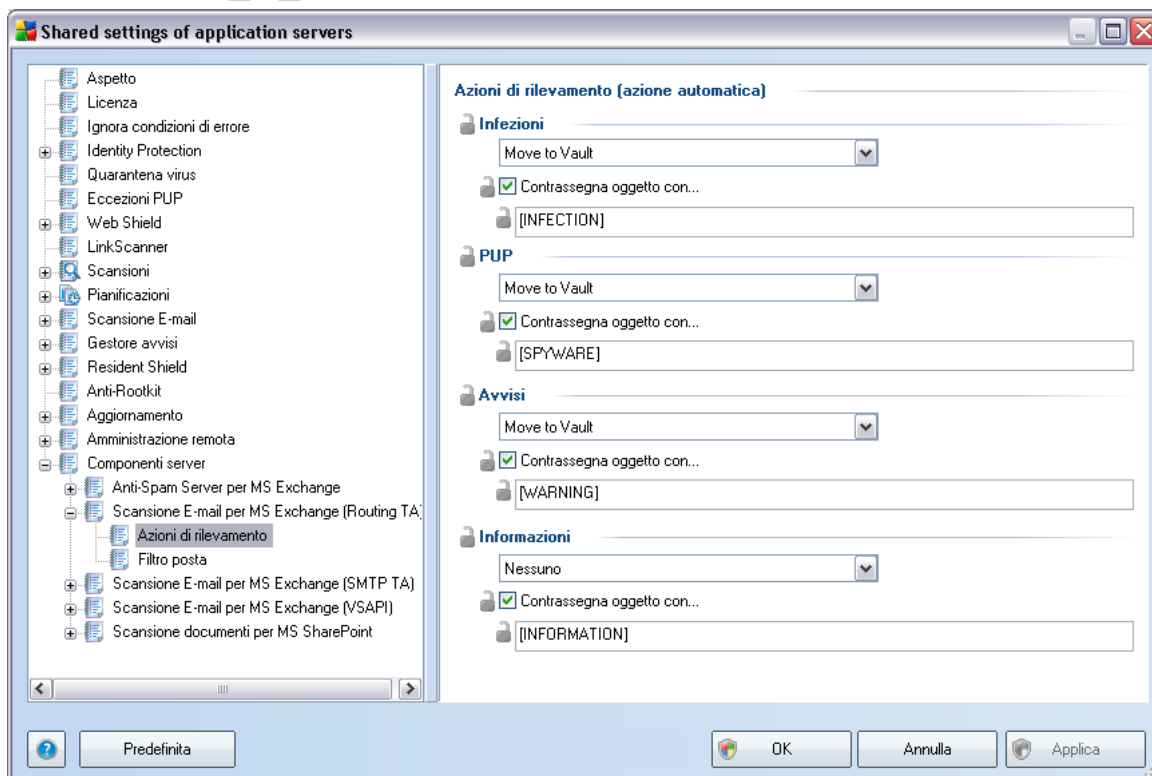 Shared settings of application servers
Aspetto
Licenza
Ignora condizioni di errore
Identity Protection
Quarantena virus
Eccezioni PUP
Web Shield
LinkScanner
Scansioni
Pianificazioni
Scansione E-mail
Gestore avvisi
Resident Shield
Anti-Rootkit
Aggiornamento
Amministrazione remota
Componenti server
Anti-Spam Server per MS Exchange
Scansione E-mail per MS Exchange (Routing TA)
Azioni di rilevamento
Filtro posta
Scansione E-mail per MS Exchange (SMTP TA)
Scansione E-mail per MS Exchange (VSAPI)
Scansione documenti per MS SharePoint
Azioni di rilevamento (azione automatica)
Infezioni
Move to Vault
Contrassegna oggetto con...
[INFECTION]
PUP
Move to Vault
Contrassegna oggetto con...
[SPYWARE]
Avvisi
Move to Vault
Contrassegna oggetto con...
[WARNING]
Informazioni
Nessuno
Contrassegna oggetto con...
[INFORMATION]
Predefinita
OK
Annulla
Applica